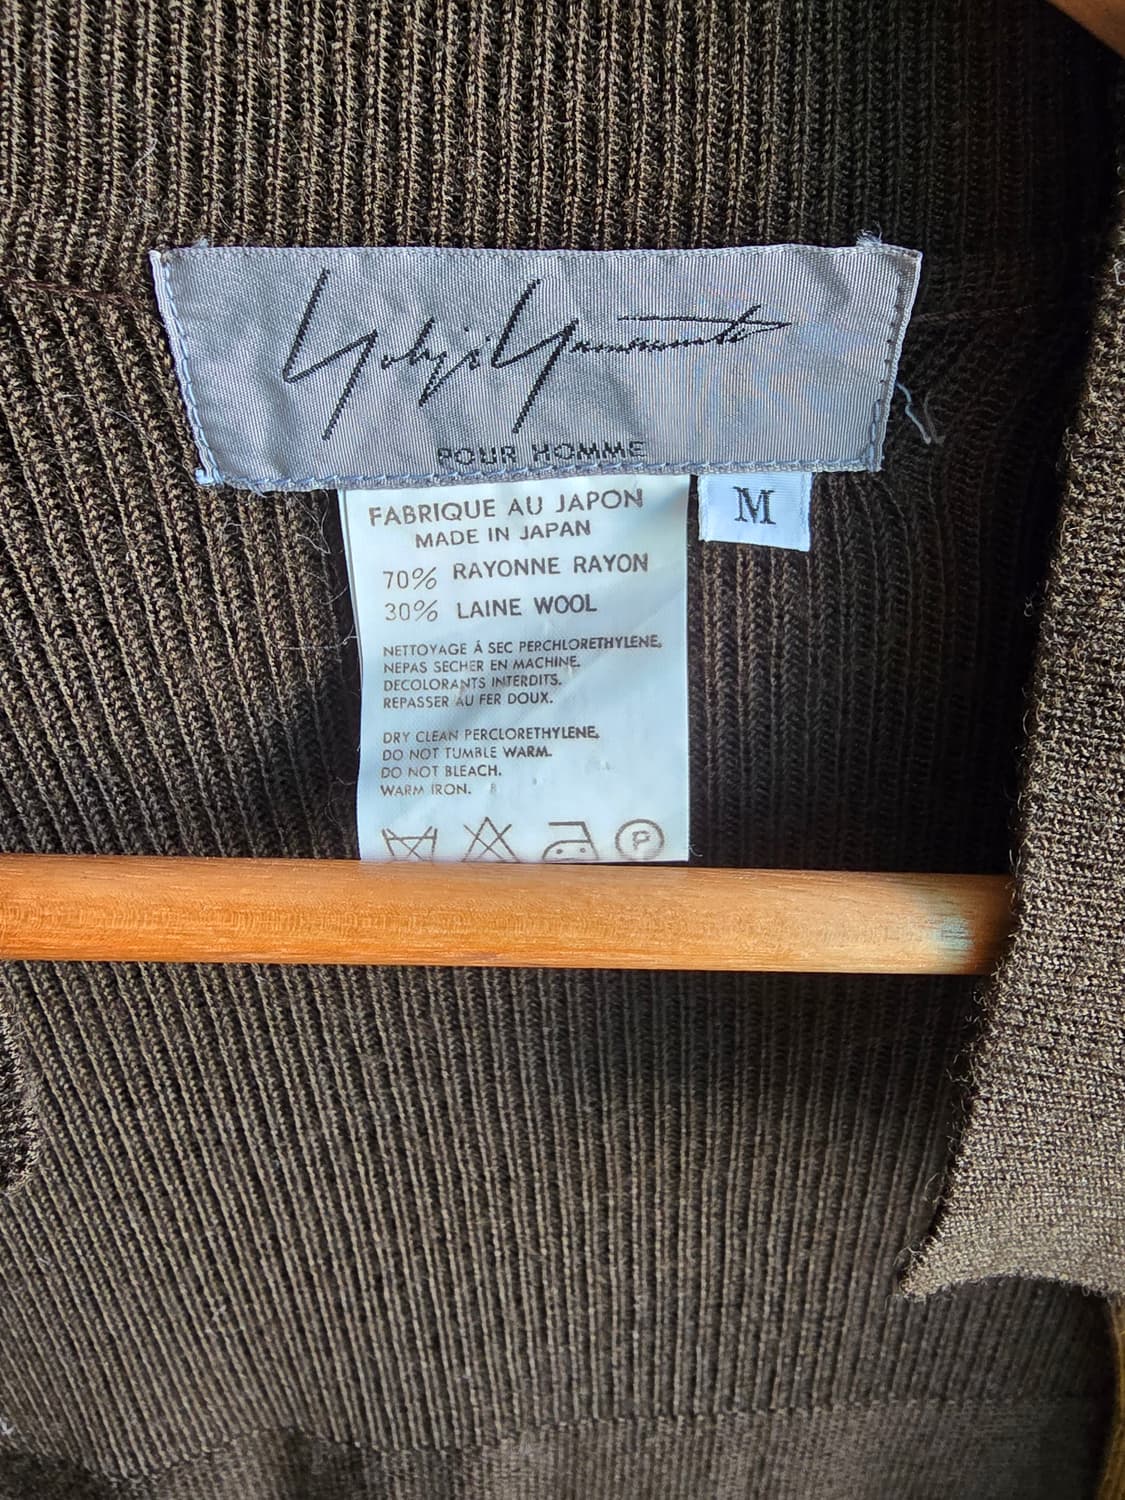 Yohji Yamamoto
POUR HOMME
M
FABRIQUE AU JAPON
MADE IN JAPAN
70% RAYONNE RAYON
30% LAINE WOOL
NETTOYAGE Á SEC PERCHLORETHYLENE,
NEPAS SECHER EN MACHINE.
DECOLORANTS INTERDITS.
REPASSER AU FER DOUX.
DRY CLEAN PERCLORETHYLENE,
DO NOT TUMBLE WARM.
DO NOT BLEACH.
WARM IRON. 8
P